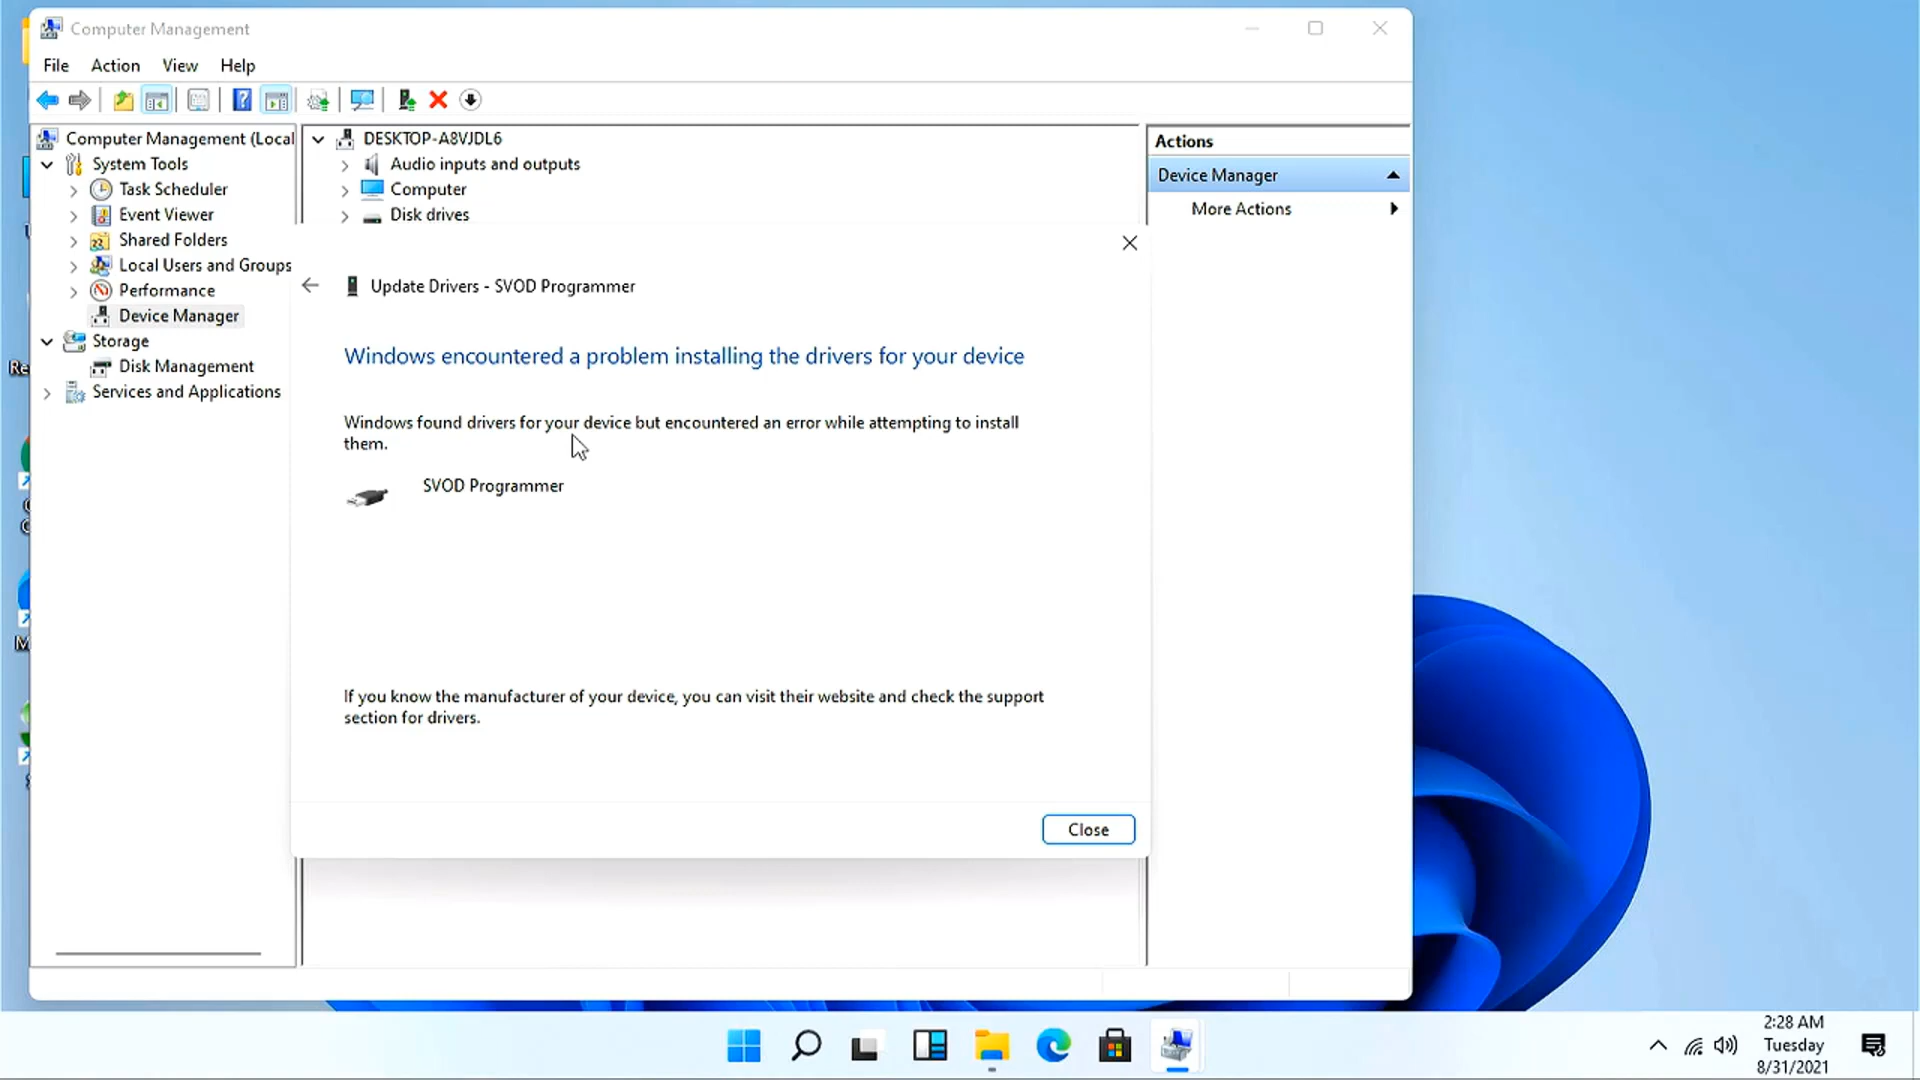 Computer Management
File Action View Help
Computer Management (Local
System Tools
Task Scheduler
Event Viewer
Shared Folders
Local Users and Groups
Performance
Device Manager
Storage
Disk Management
Services and Applications
DESKTOP-A8VJDL6
Audio inputs and outputs
Computer
Disk drives
Actions
Device Manager
More Actions
Update Drivers - SVOD Programmer
Windows encountered a problem installing the drivers for your device
Windows found drivers for your device but encountered an error while attempting to install
them.
SVOD Programmer
If you know the manufacturer of your device, you can visit their website and check the support
section for drivers.
Close
2:28 AM
Tuesday
8/31/2021